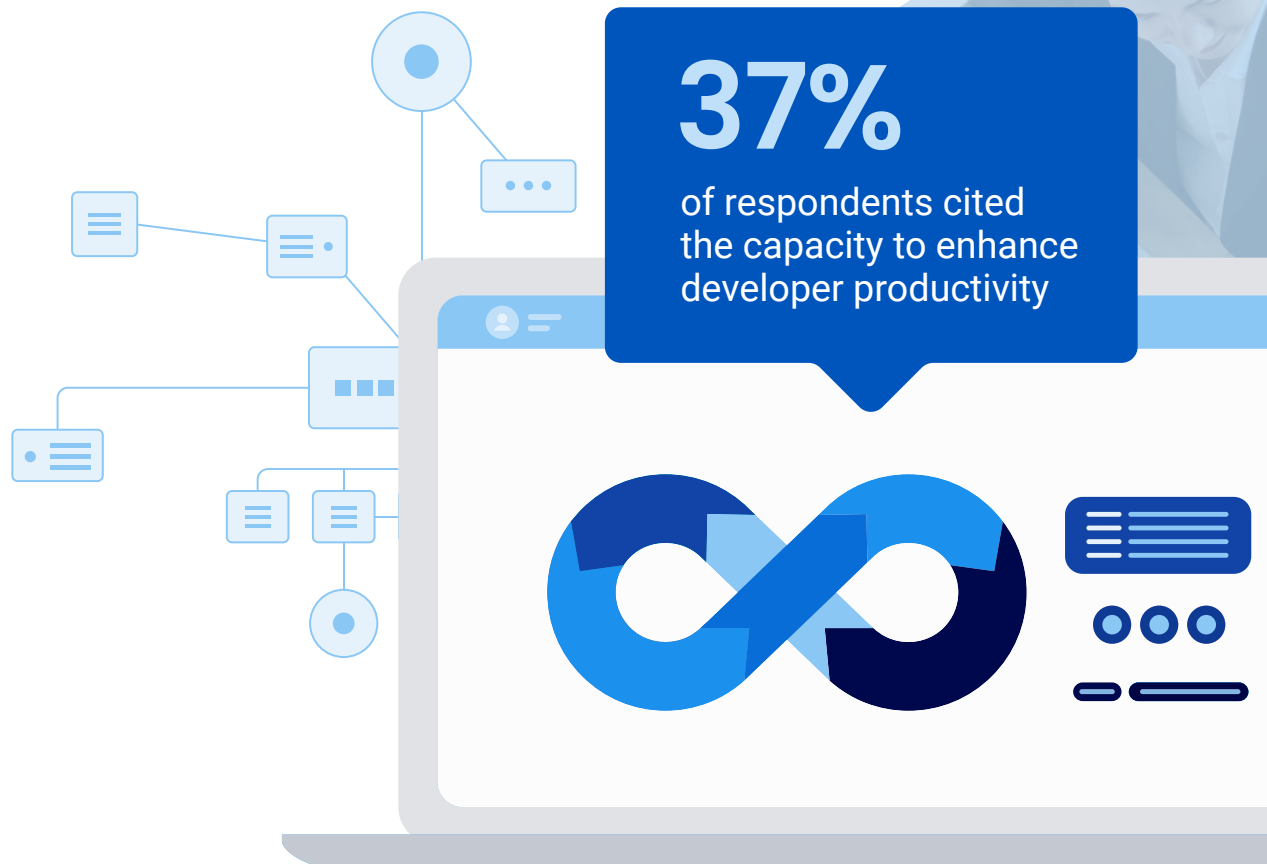 37%
of respondents cited
the capacity to enhance
developer productivity